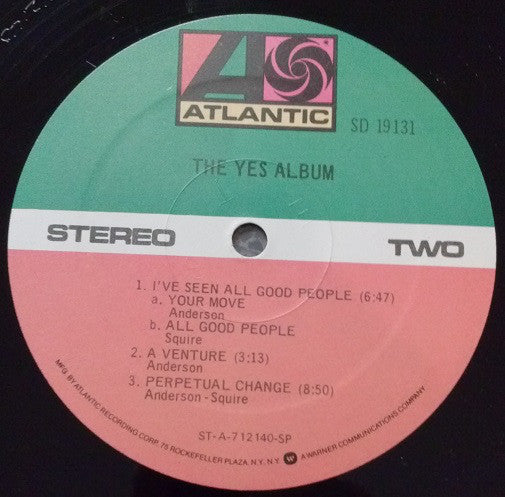 ATLANTIC
SD 19131
THE YES ALBUM
STEREO
TWO
1. I'VE SEEN ALL GOOD PEOPLE (6:47)
a. YOUR MOVE
Anderson
b. ALL GOOD PEOPLE
Squire
2. A VENTURE (3:13)
Anderson
3. PERPETUAL CHANGE (8:50)
Anderson - Squire
ST-A-712140-SP
MFG. BY ATLANTIC RECORDING CORP. 75 ROCKEFELLER PLAZA, N.Y. N.Y. A WARNER COMMUNICATIONS COMPANY